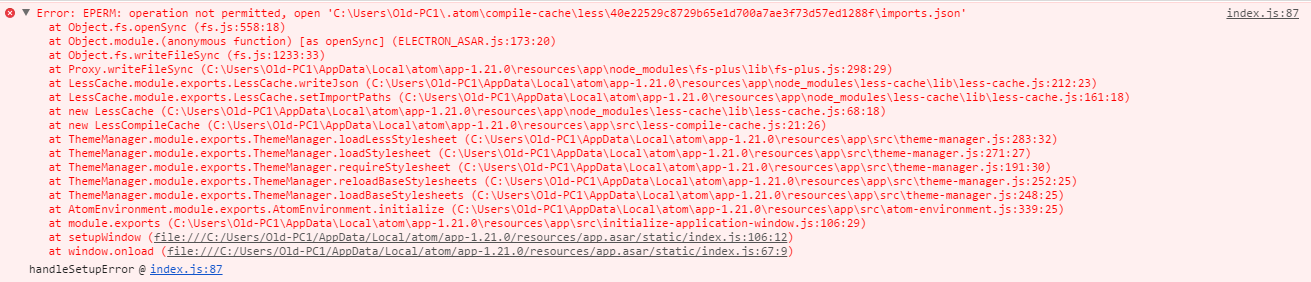 Error: EPERM: operation not permitted, open 'C:\Users\Old-PC1\.atom\compile-cache\less\40e22529c8729b65e1d700a7ae3f73d57ed1288f\imports.json' index.js:87
at Object.fs.openSync (fs.js:558:18)
at Object.module.(anonymous function) [as openSync] (ELECTRON_ASAR.js:173:20)
at Object.fs.writeFileSync (fs.js:1233:33)
at Proxy.writeFileSync (C:\Users\Old-PC1\AppData\Local\atom\app-1.21.0\resources\app\node_modules\fs-plus\lib\fs-plus.js:298:29)
at LessCache.module.exports.LessCache.writeJson (C:\Users\Old-PC1\AppData\Local\atom\app-1.21.0\resources\app\node_modules\less-cache\lib\less-cache.js:212:23)
at LessCache.module.exports.LessCache.setImportPaths (C:\Users\Old-PC1\AppData\Local\atom\app-1.21.0\resources\app\node_modules\less-cache\lib\less-cache.js:161:18)
at new LessCache (C:\Users\Old-PC1\AppData\Local\atom\app-1.21.0\resources\app\node_modules\less-cache\lib\less-cache.js:68:18)
at new LessCompileCache (C:\Users\Old-PC1\AppData\Local\atom\app-1.21.0\resources\app\src\less-compile-cache.js:21:26)
at ThemeManager.module.exports.ThemeManager.loadLessStylesheet (C:\Users\Old-PC1\AppData\Local\atom\app-1.21.0\resources\app\src\theme-manager.js:283:32)
at ThemeManager.module.exports.ThemeManager.loadStylesheet (C:\Users\Old-PC1\AppData\Local\atom\app-1.21.0\resources\app\src\theme-manager.js:271:27)
at ThemeManager.module.exports.ThemeManager.requireStylesheet (C:\Users\Old-PC1\AppData\Local\atom\app-1.21.0\resources\app\src\theme-manager.js:191:30)
at ThemeManager.module.exports.ThemeManager.reloadBaseStylesheets (C:\Users\Old-PC1\AppData\Local\atom\app-1.21.0\resources\app\src\theme-manager.js:252:25)
at ThemeManager.module.exports.ThemeManager.loadBaseStylesheets (C:\Users\Old-PC1\AppData\Local\atom\app-1.21.0\resources\app\src\theme-manager.js:248:25)
at AtomEnvironment.module.exports.AtomEnvironment.initialize (C:\Users\Old-PC1\AppData\Local\atom\app-1.21.0\resources\app\src\atom-environment.js:339:25)
at module.exports (C:\Users\Old-PC1\AppData\Local\atom\app-1.21.0\resources\app\src\initialize-application-window.js:106:29)
at setupWindow (file:///C:/Users/Old-PC1/AppData/Local/atom/app-1.21.0/resources/app.asar/static/index.js:106:12)
at window.onload (file:///C:/Users/Old-PC1/AppData/Local/atom/app-1.21.0/resources/app.asar/static/index.js:67:9)
handleSetupError @ index.js:87